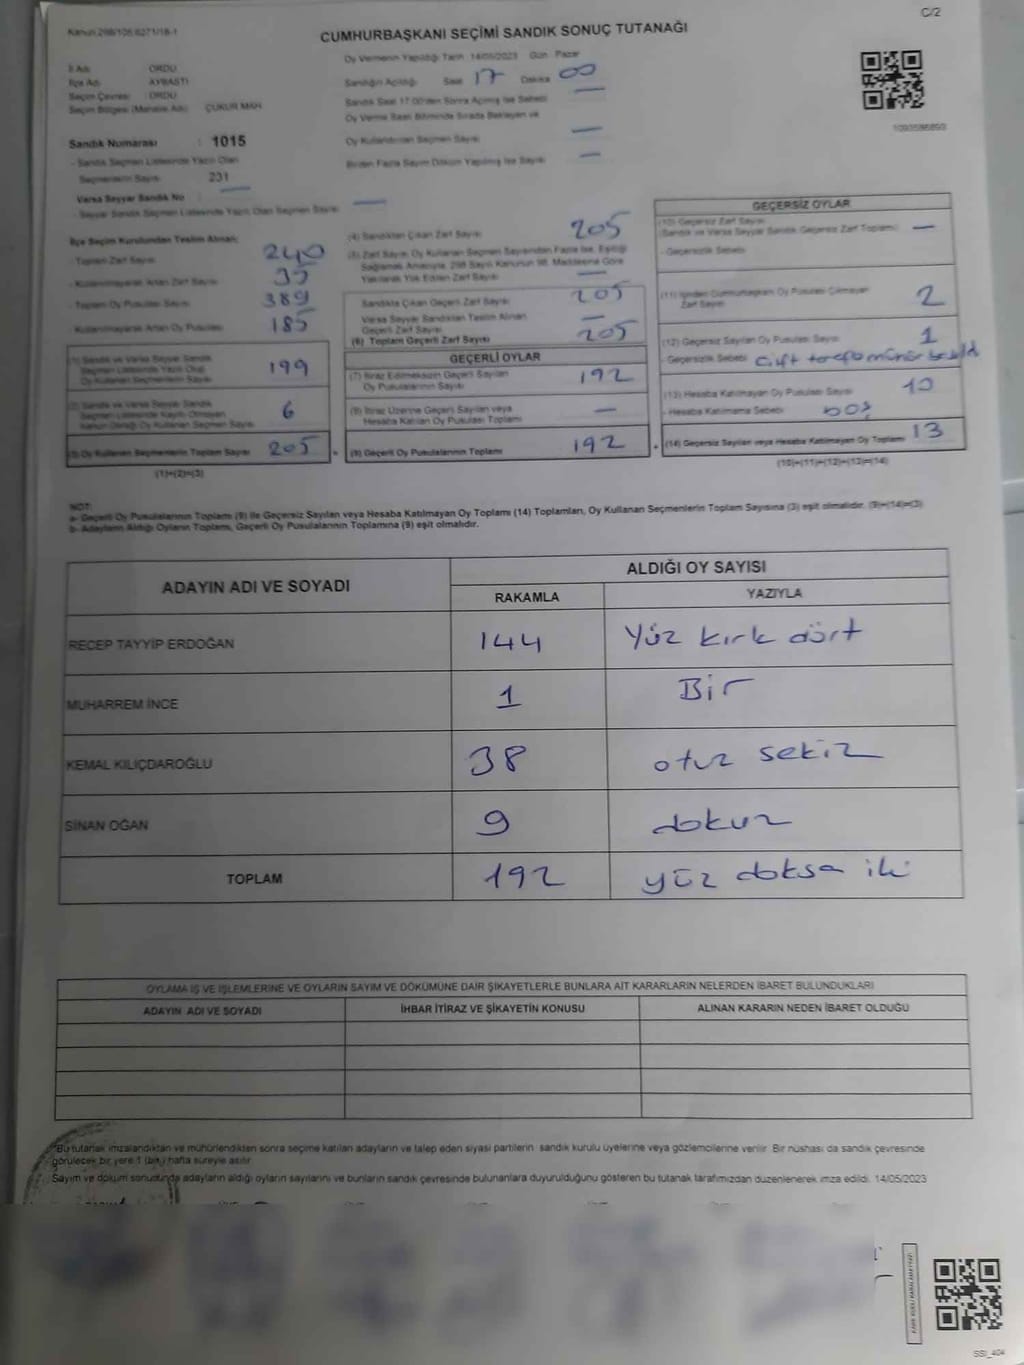 Kanun 298/105.6271/18-1
C/2
CUMHURBAŞKANI SEÇİMİ SANDIK SONUÇ TUTANAĞI
İl Adı : ORDU
İlçe Adı : AYBASTI
Seçim Çevresi : ORDU
Seçim Bölgesi (Mahalle Adı) : ÇUKUR MAH
Sandık Numarası : 1015
- Sandık Seçmen Listesinde Yazılı Olan
Seçmenlerin Sayısı : 231
Varsa Seyyar Sandık No : —
- Seyyar Sandık Seçmen Listesinde Yazılı Olan Seçmen Sayısı —
Oy Vermenin Yapıldığı Tarih :14/05/2023 Gün : Pazar
Sandığın Açıldığı Saat 17 Dakika 00
Sandık Saat 17.00'den Sonra Açılmış İse Sebebi —
Oy Verme Saati Bitiminde Sırada Bekleyen ve
Oy Kullandırılan Seçmen Sayısı —
Birden Fazla Sayım Döküm Yapılmış İse Sayısı —
1093586893
İlçe Seçim Kurulundan Teslim Alınan;
- Toplam Zarf Sayısı 240
- Kullanılmayarak Artan Zarf Sayısı 35
- Toplam Oy Pusulası Sayısı 389
- Kullanılmayarak Artan Oy Pusulası 185
(1) Sandık ve Varsa Seyyar Sandık
Seçmen Listesinde Yazılı Olup
Oy Kullanan Seçmenlerin Sayısı 199
(2) Sandık ve Varsa Seyyar Sandık
Seçmen Listesinde Kayıtlı Olmayan
Kanun Gereği Oy Kullanan Seçmen Sayısı 6
(3) Oy Kullanan Seçmenlerin Toplam Sayısı 205
(1)+(2)=(3)
(4) Sandıktan Çıkan Zarf Sayısı 205
(5) Zarf Sayısı, Oy Kullanan Seçmen Sayısından Fazla İse, Eşitliği
Sağlamak Amacıyla, 298 Sayılı Kanunun 98. Maddesine Göre
Yakılarak Yok Edilen Zarf Sayısı —
Sandıkta Çıkan Geçerli Zarf Sayısı 205
Varsa Seyyar Sandıktan Teslim Alınan
Geçerli Zarf Sayısı —
(6) Toplam Geçerli Zarf Sayısı 205
GEÇERLİ OYLAR
(7) İtiraz Edilmeksizin Geçerli Sayılan
Oy Pusulalarının Sayısı 192
(8) İtiraz Üzerine Geçerli Sayılan veya
Hesaba Katılan Oy Pusulası Toplamı —
(9) Geçerli Oy Pusulalarının Toplamı 192
GEÇERSİZ OYLAR
(10) Geçersiz Zarf Sayısı
(Sandık ve Varsa Seyyar Sandık Geçersiz Zarf Toplamı) —
- Geçersizlik Sebebi
(11) İçinden Cumhurbaşkanı Oy Pusulası Çıkmayan
Zarf Sayısı 2
(12) Geçersiz Sayılan Oy Pusulası Sayısı 1
- Geçersizlik Sebebi Çift tarafa mühür basıldı
(13) Hesaba Katılmayan Oy Pusulası Sayısı 10
- Hesaba Katılmama Sebebi boş
(14) Geçersiz Sayılan veya Hesaba Katılmayan Oy Toplamı 13
(10)+(11)+(12)+(13)=(14)
NOT:
a- Geçerli Oy Pusulalarının Toplamı (9) ile Geçersiz Sayılan veya Hesaba Katılmayan Oy Toplamı (14) Toplamları, Oy Kullanan Seçmenlerin Toplam Sayısına (3) eşit olmalıdır. (9)+(14)=(3)
b- Adayların Aldığı Oyların Toplamı, Geçerli Oy Pusulalarının Toplamına (9) eşit olmalıdır.
ADAYIN ADI VE SOYADI ALDIĞI OY SAYISI
RAKAMLA YAZIYLA
RECEP TAYYİP ERDOĞAN 144 Yüz kırk dört
MUHARREM İNCE 1 Bir
KEMAL KILIÇDAROĞLU 38 otuz sekiz
SİNAN OĞAN 9 dokuz
TOPLAM 192 yüz doksa iki
OYLAMA İŞ VE İŞLEMLERİNE VE OYLARIN SAYIM VE DÖKÜMÜNE DAİR ŞİKAYETLERLE BUNLARA AİT KARARLARIN NELERDEN İBARET BULUNDUKLARI
ADAYIN ADI VE SOYADI İHBAR İTİRAZ VE ŞİKAYETİN KONUSU ALINAN KARARIN NEDEN İBARET OLDUĞU
*Bu tutanak imzalandıktan ve mühürlendikten sonra seçime katılan adayların ve talep eden siyasi partilerin sandık kurulu üyelerine veya gözlemcilerine verilir. Bir nüshası da sandık çevresinde
görülecek bir yere 1 (bir) hafta süreyle asılır.
Sayım ve döküm sonucunda adayların aldığı oyların sayılarını ve bunların sandık çevresinde bulunanlara duyurulduğunu gösteren bu tutanak tarafımızdan düzenlenerek imza edildi. 14/05/2023
SSI_404